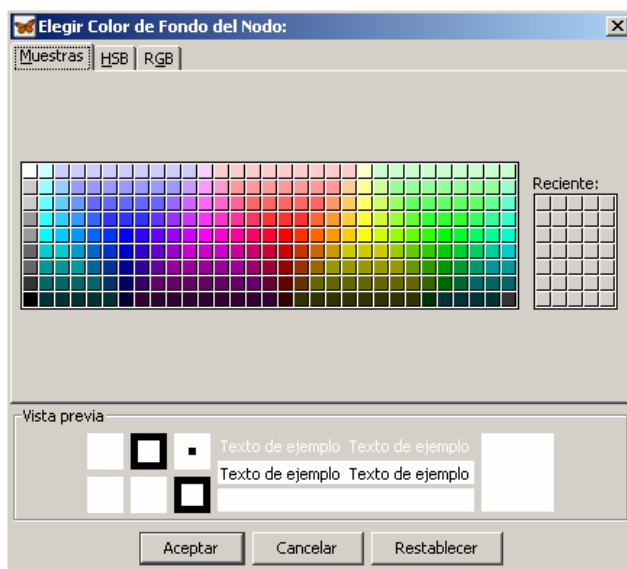 Elegir Color de Fondo del Nodo:
Muestras HSB RGB
Reciente:
Vista previa
Texto de ejemplo Texto de ejemplo
Texto de ejemplo Texto de ejemplo
Aceptar Cancelar Restablecer